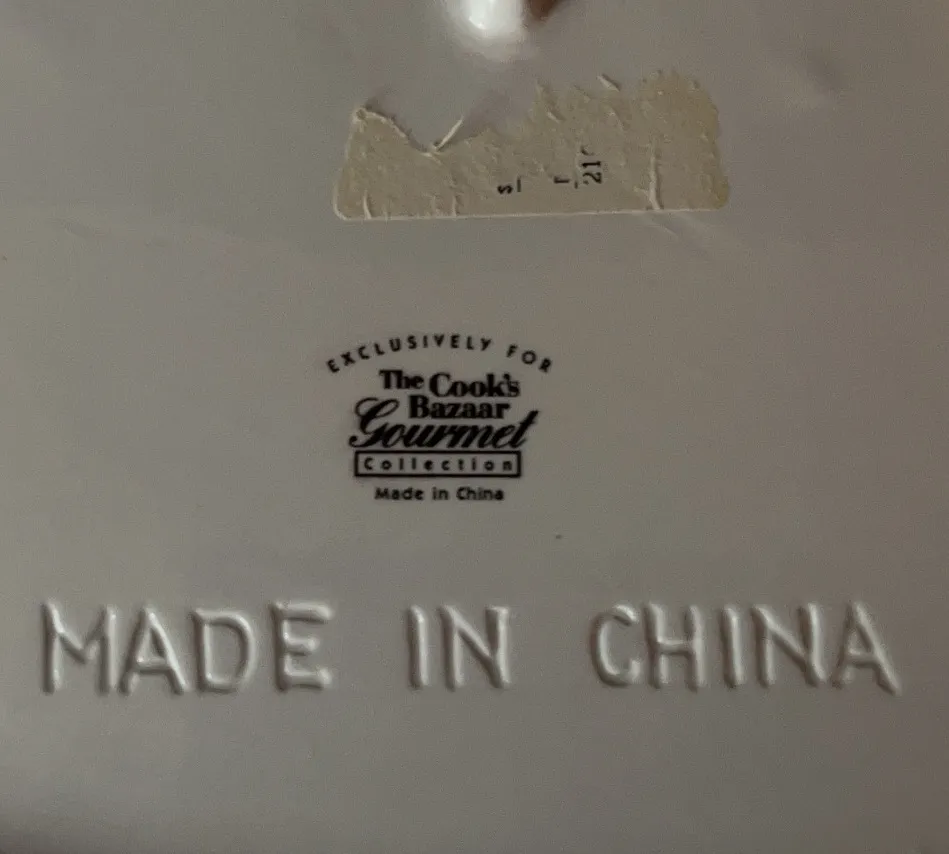 EXCLUSIVELY FOR
The Cook's
Bazaar
Gourmet
Collection
Made in China
MADE IN CHINA